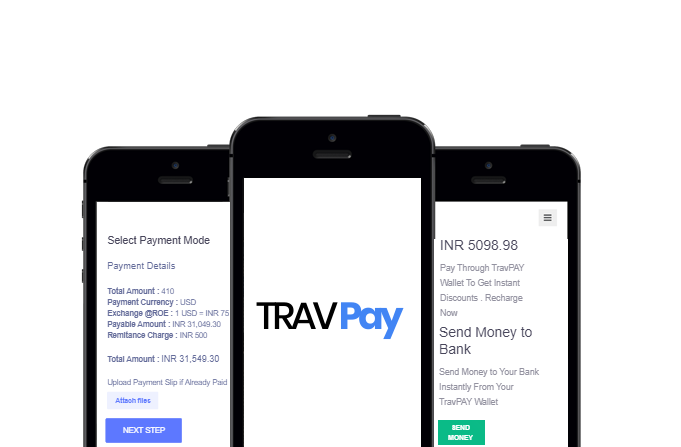 Select Payment Mode
Payment Details
Total Amount : 410
Payment Currency : USD
Exchange @ROE : 1 USD = INR 75
Payable Amount : INR 31,049.30
Remitance Charge : INR 500
Total Amount : INR 31,549.30
Upload Payment Slip if Already Paid
Attach files
NEXT STEP
TRAVPay
INR 5098.98
Pay Through TravPAY
Wallet To Get Instant
Discounts . Recharge
Now
Send Money to
Bank
Send Money to Your Bank
Instantly From Your
TravPAY Wallet
SEND
MONEY